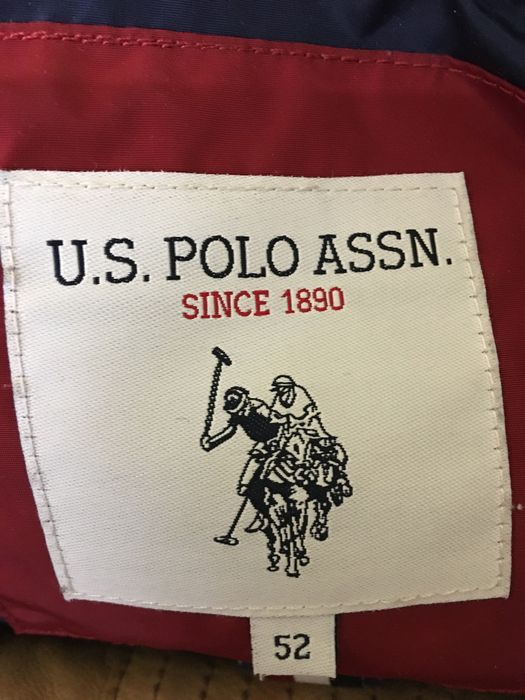 U.S. POLO ASSN.
SINCE 1890
52